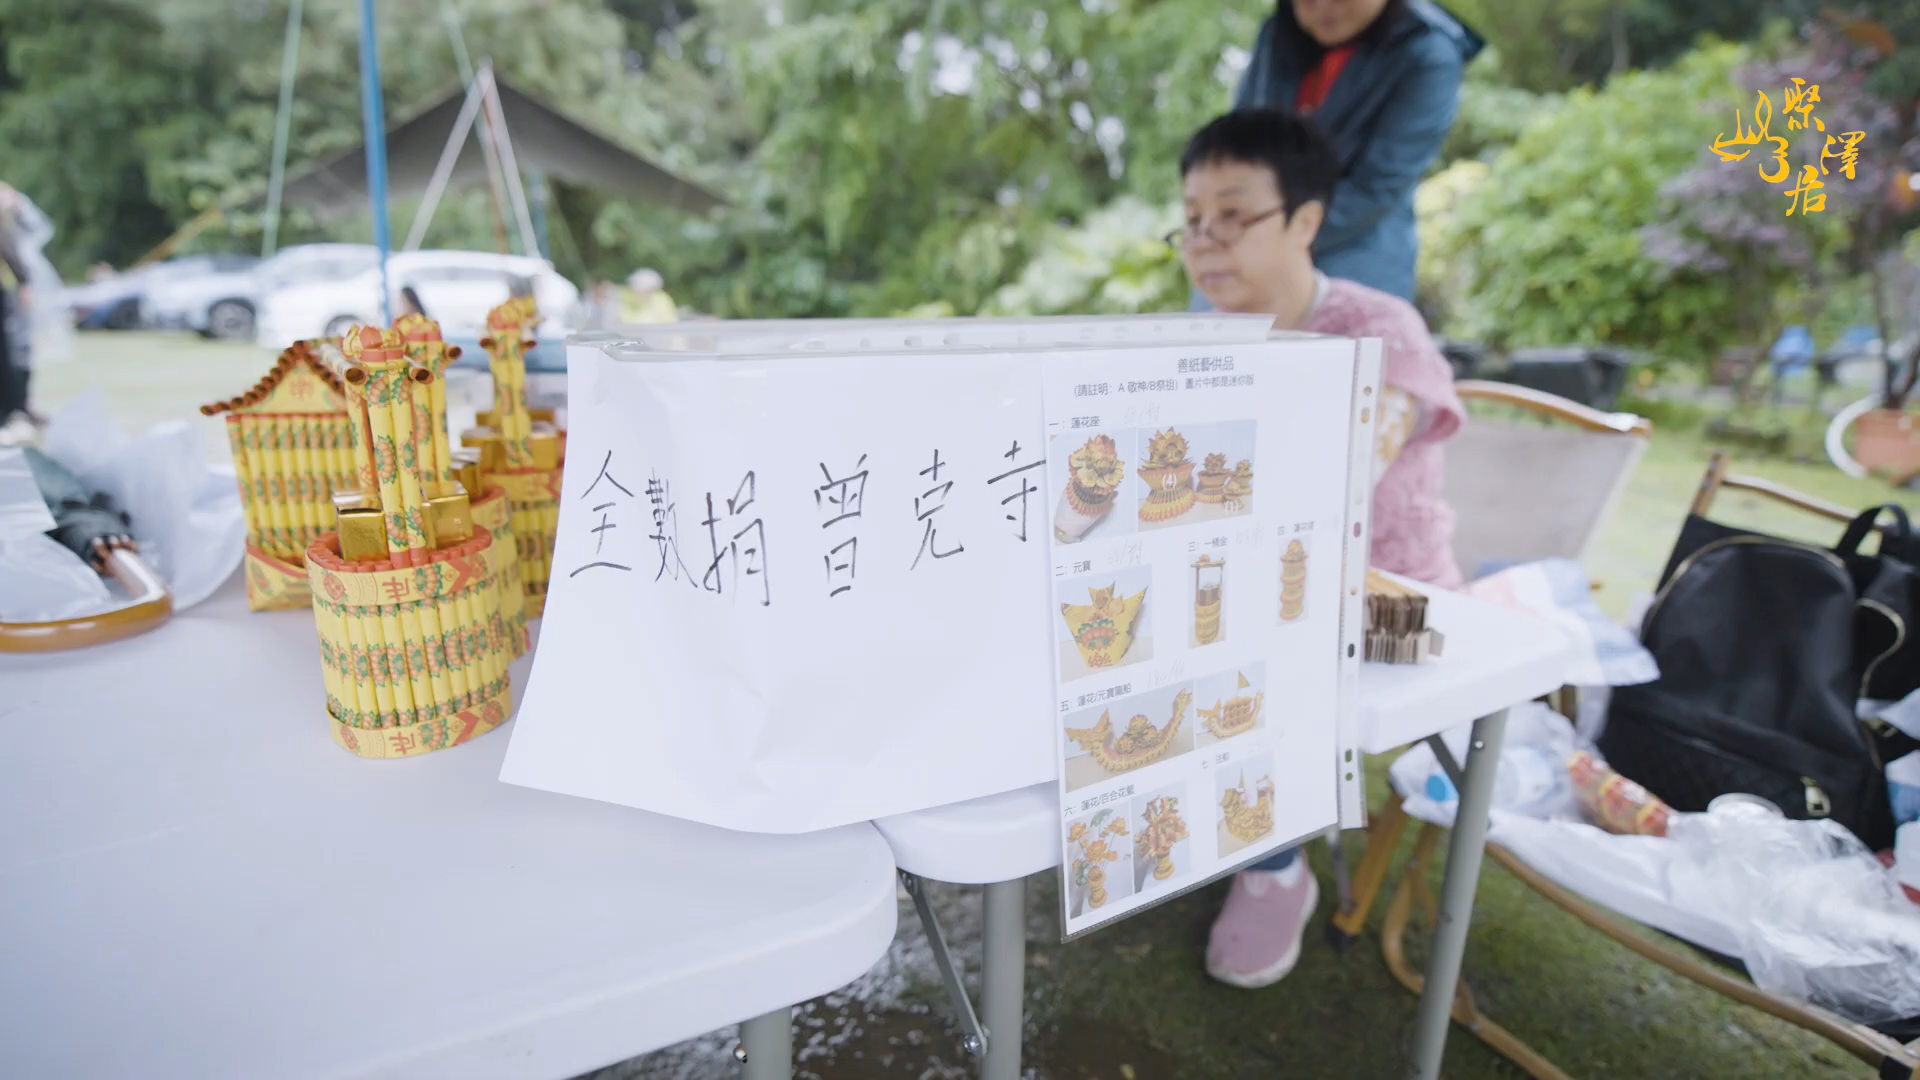 聚澤居
全數捐曾克寺
善紙藝供品
(請註明: A 敬神/B祭祖) 圖片中都是迷你版
一: 蓮花座
二: 元寶
三: 一桶金
四: 蓮花塔
五: 蓮花/元寶龍船
六: 蓮花/百合花籃
七: 法船